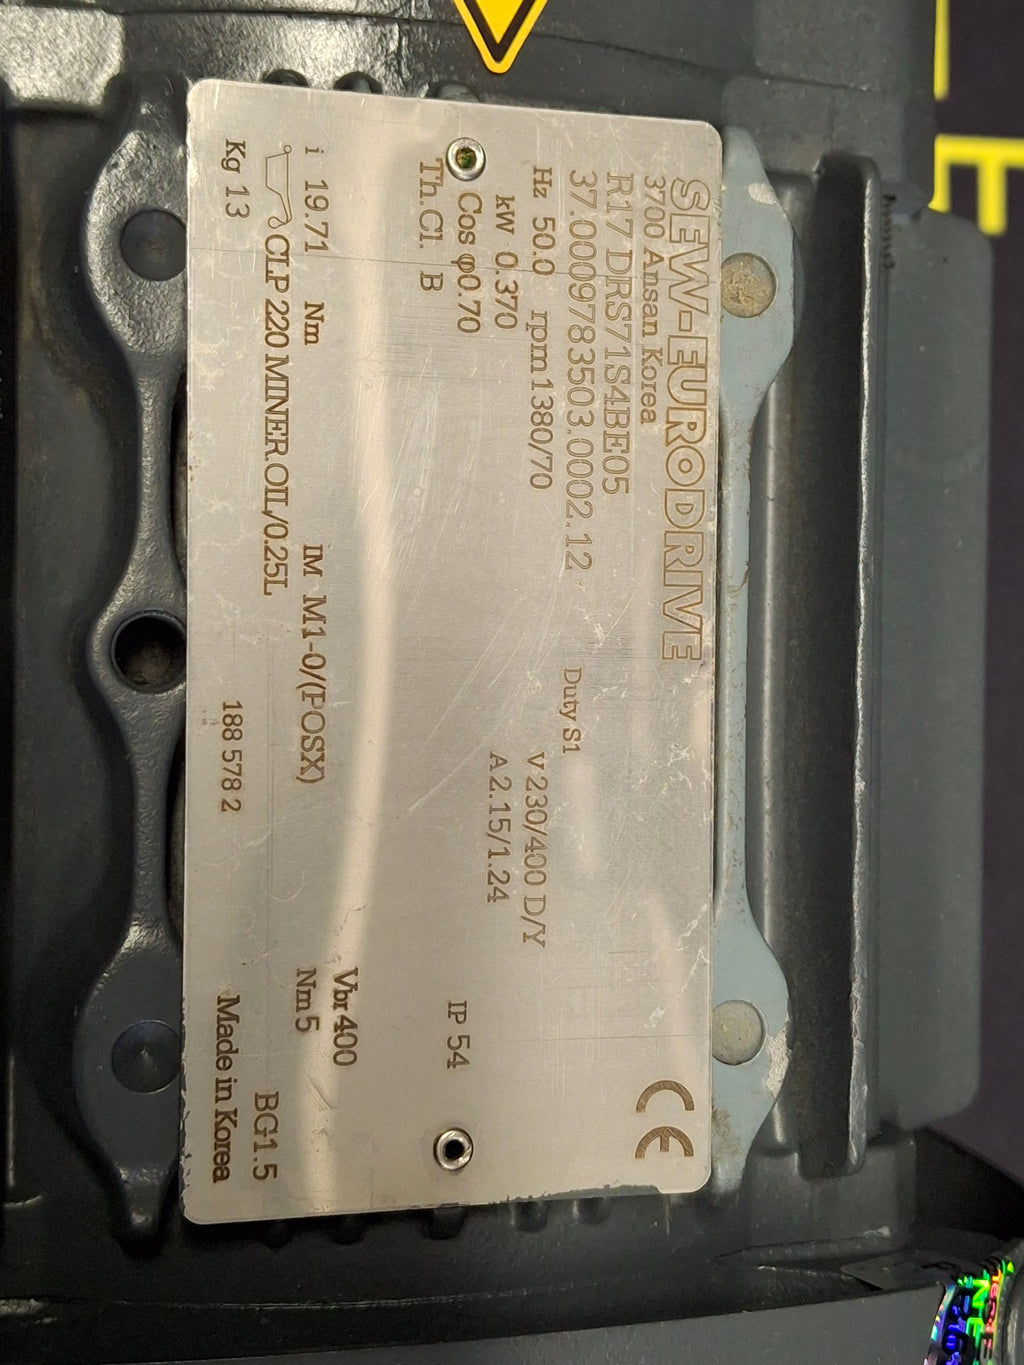 SEW-EURODRIVE
3700 Ansan Korea
R17 DRS71S4BE05
37.0009783503.0002.12 Duty S1
Hz 50.0 rpm 1380/70 V 230/400 D/Y
kW 0.370 A 2.15/1.24
Cos φ0.70 IP 54
Th.Cl. B
Vbr 400
i 19.71 Nm IM M1-0/(POSX) Nm 5
CLP 220 MINER.OIL/0.25L BG1.5
Kg 13 188 578 2 Made in Korea
CE